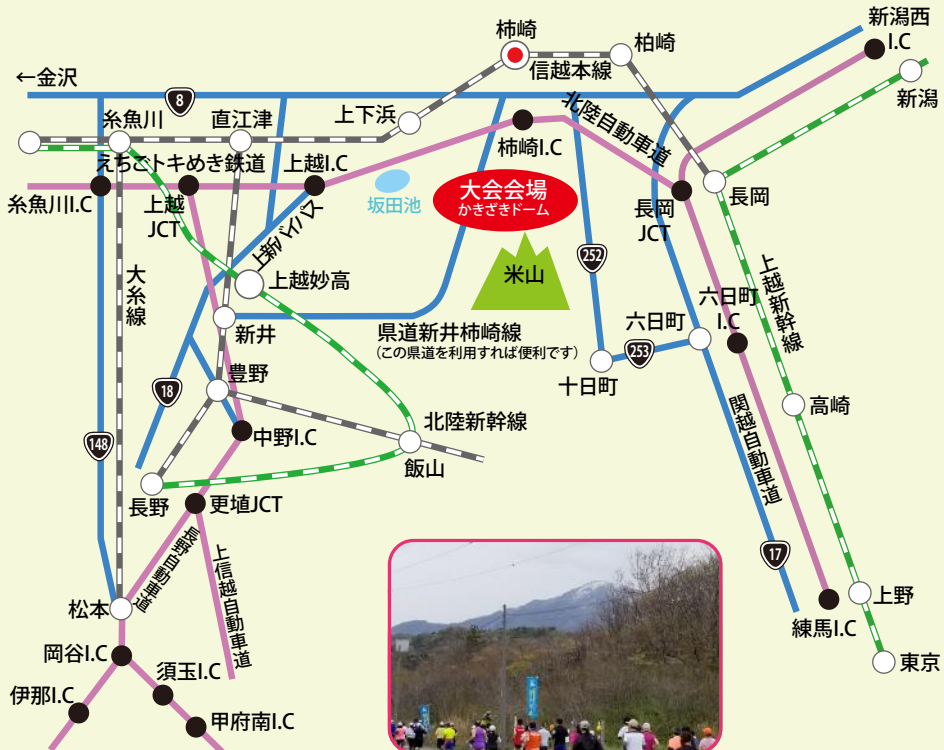 新潟西
I.C
柿崎
柏崎
信越本線
←金沢
8
新潟
糸魚川
直江津
上下浜
北陸自動車道
柿崎I.C
えちごトキめき鉄道
上越I.C
大会会場
かきざきドーム
長岡
糸魚川I.C
上越
JCT
坂田池
長岡
JCT
上新バイパス
252
米山
大糸線
上越妙高
上越新幹線
六日町
I.C
新井
県道新井柿崎線
(この県道を利用すれば便利です)
六日町
253
十日町
豊野
18
高崎
北陸新幹線
関越自動車道
中野I.C
148
飯山
長野
更埴JCT
長野自動車道
上信越自動車道
17
松本
上野
練馬I.C
岡谷I.C
須玉I.C
東京
伊那I.C
甲府南I.C